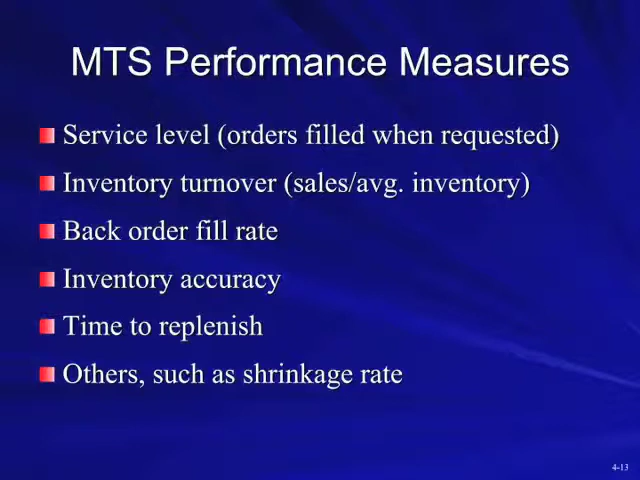 MTS Performance Measures
Service level (orders filled when requested)
Inventory turnover (sales/avg. inventory)
Back order fill rate
Inventory accuracy
Time to replenish
Others, such as shrinkage rate
4-13